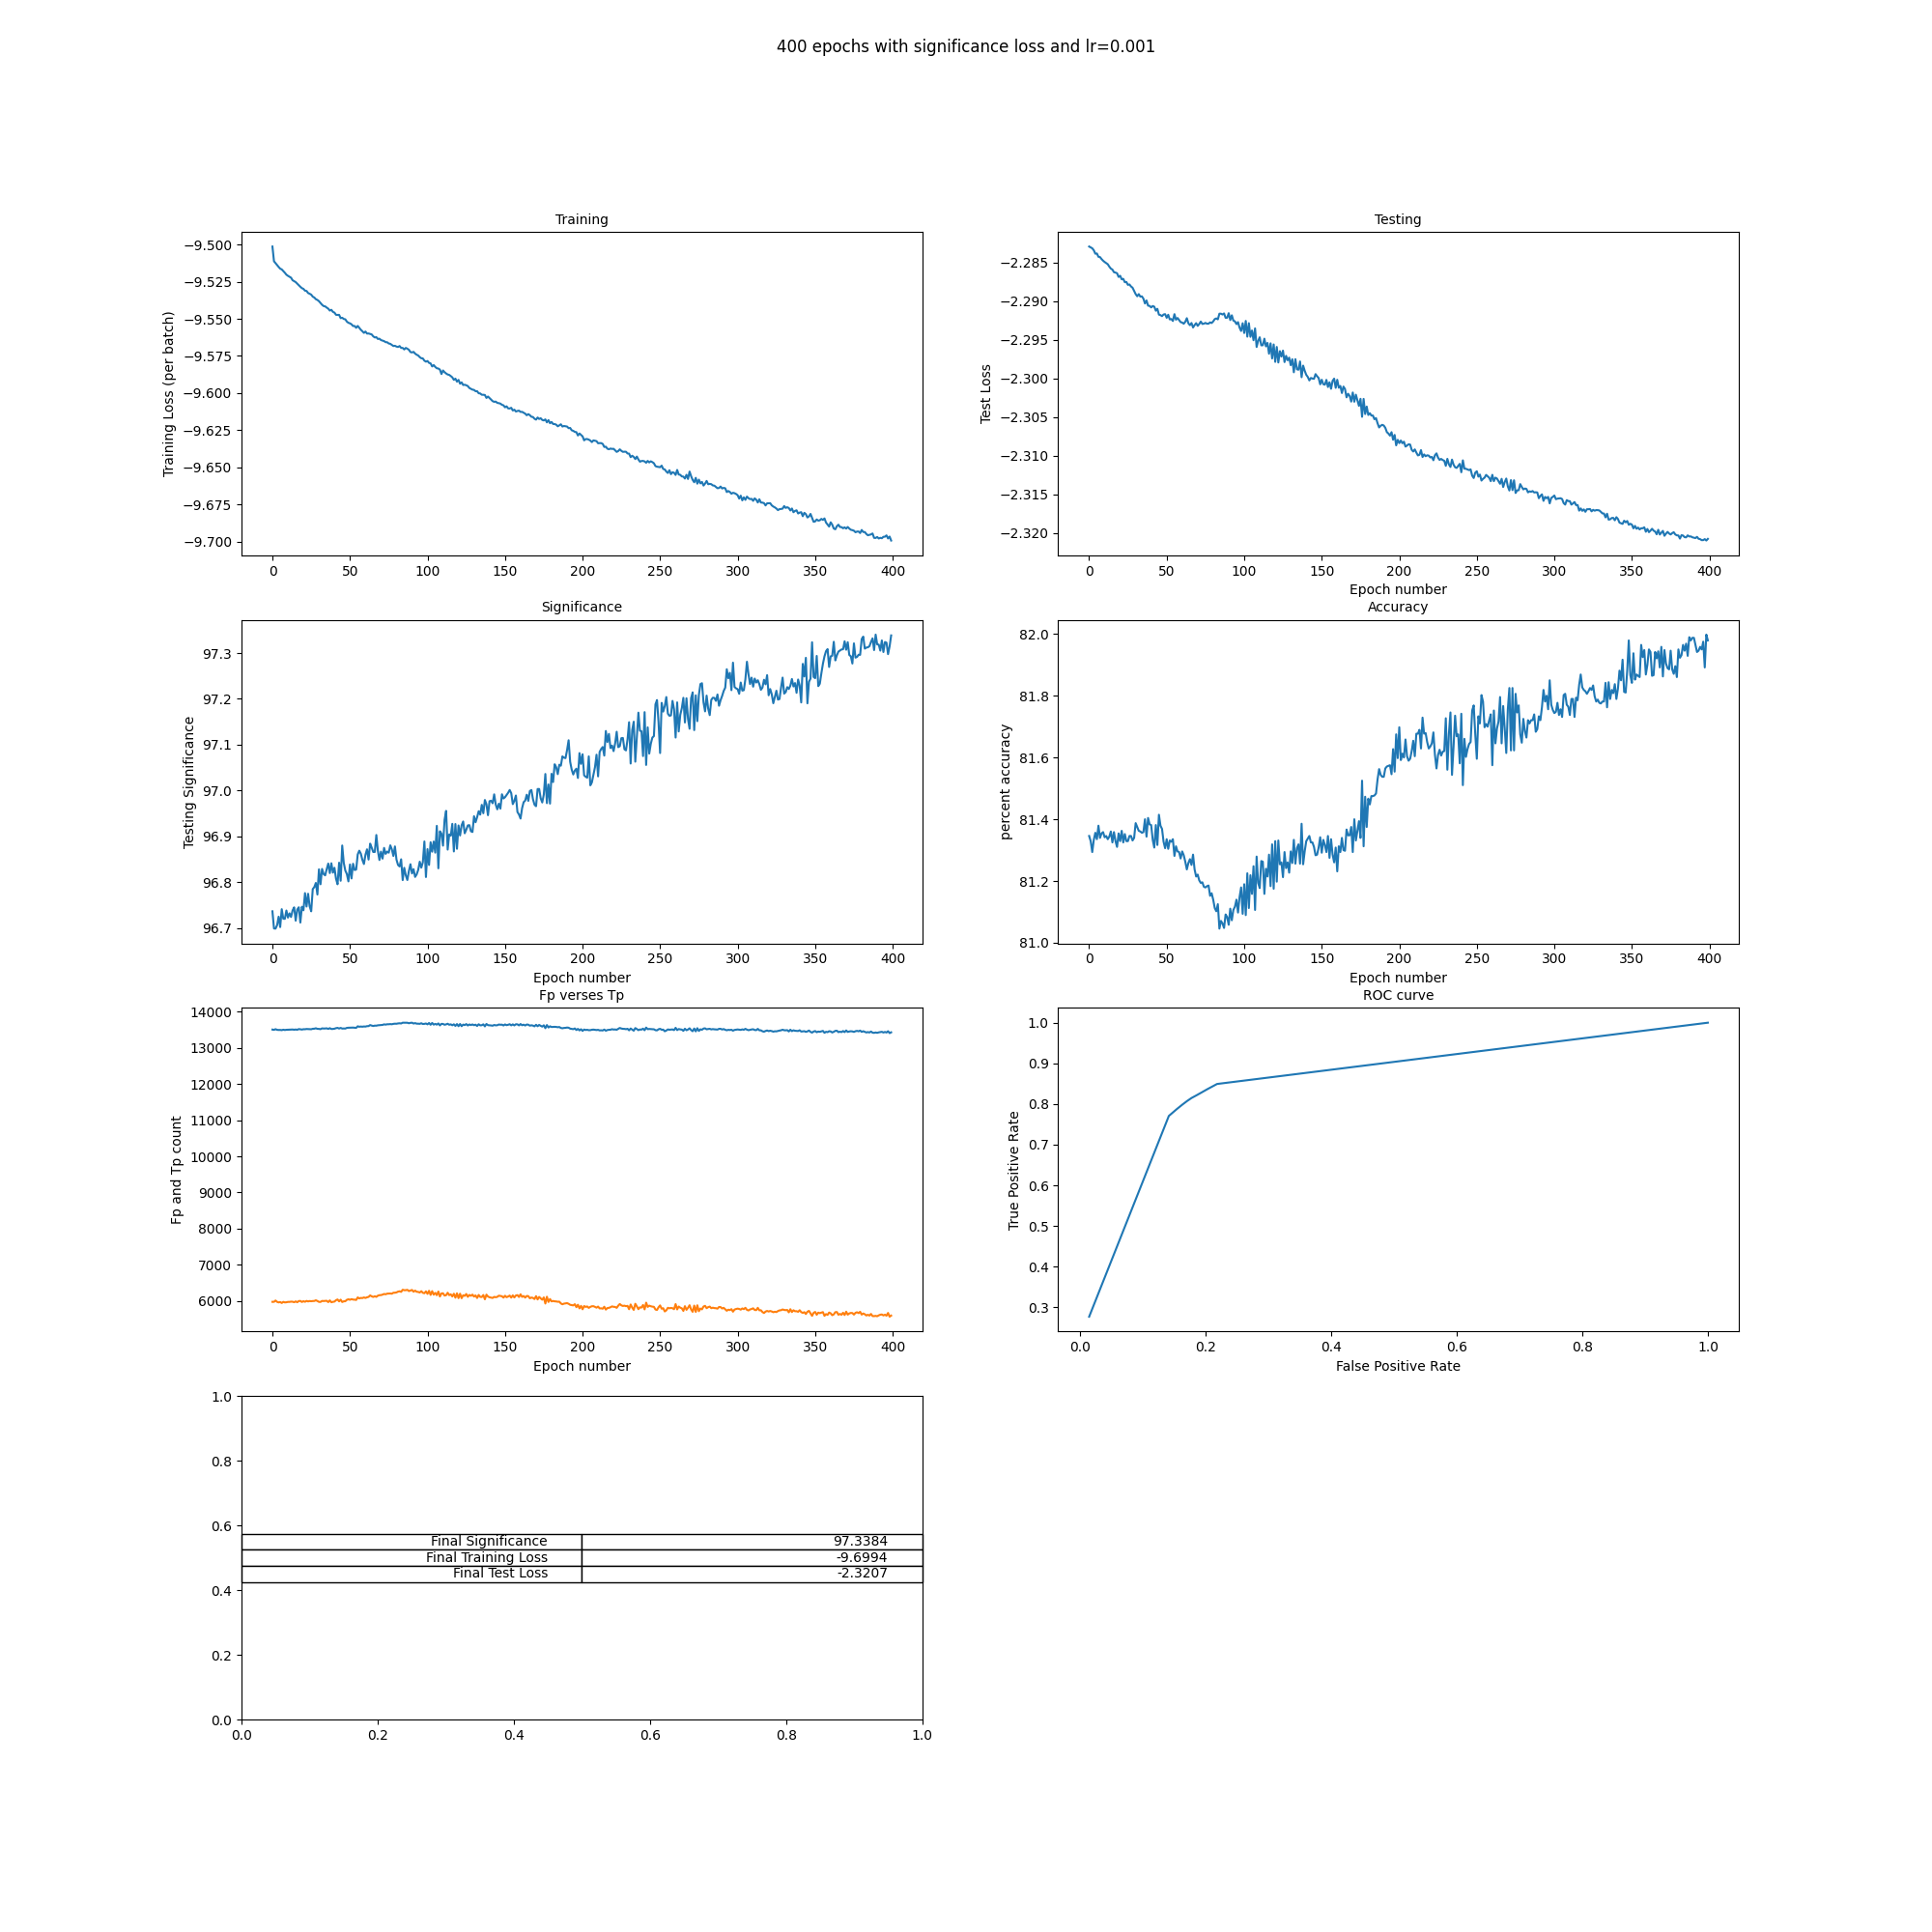 400 epochs with significance loss and lr=0.001
Training
Training Loss (per batch)
−9.500
−9.525
−9.550
−9.575
−9.600
−9.625
−9.650
−9.675
−9.700
0 50 100 150 200 250 300 350 400
Testing
Test Loss
−2.285
−2.290
−2.295
−2.300
−2.305
−2.310
−2.315
−2.320
0 50 100 150 200 250 300 350 400
Epoch number
Significance
Testing Significance
97.3
97.2
97.1
97.0
96.9
96.8
96.7
0 50 100 150 200 250 300 350 400
Epoch number
Accuracy
percent accuracy
82.0
81.8
81.6
81.4
81.2
81.0
0 50 100 150 200 250 300 350 400
Epoch number
Fp verses Tp
Fp and Tp count
14000
13000
12000
11000
10000
9000
8000
7000
6000
0 50 100 150 200 250 300 350 400
Epoch number
ROC curve
True Positive Rate
1.0
0.9
0.8
0.7
0.6
0.5
0.4
0.3
0.0 0.2 0.4 0.6 0.8 1.0
False Positive Rate
1.0
0.8
0.6
Final Significance 97.3384
Final Training Loss -9.6994
Final Test Loss -2.3207
0.4
0.2
0.0
0.0 0.2 0.4 0.6 0.8 1.0